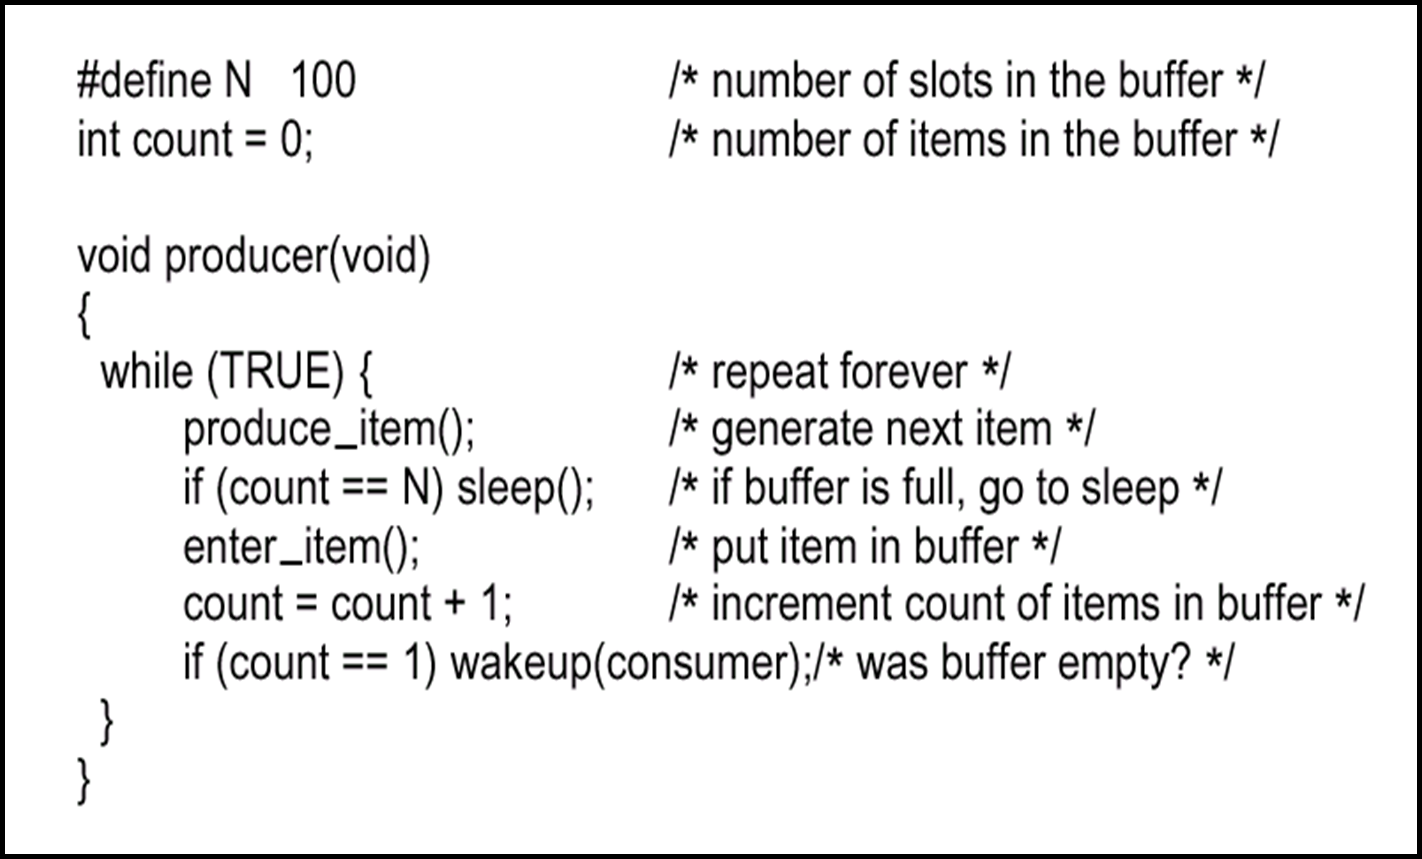 #define N 100 /* number of slots in the buffer */
int count = 0; /* number of items in the buffer */
void producer(void)
{
while (TRUE) { /* repeat forever */
produce_item(); /* generate next item */
if (count == N) sleep(); /* if buffer is full, go to sleep */
enter_item(); /* put item in buffer */
count = count + 1; /* increment count of items in buffer */
if (count == 1) wakeup(consumer);/* was buffer empty? */
}
}